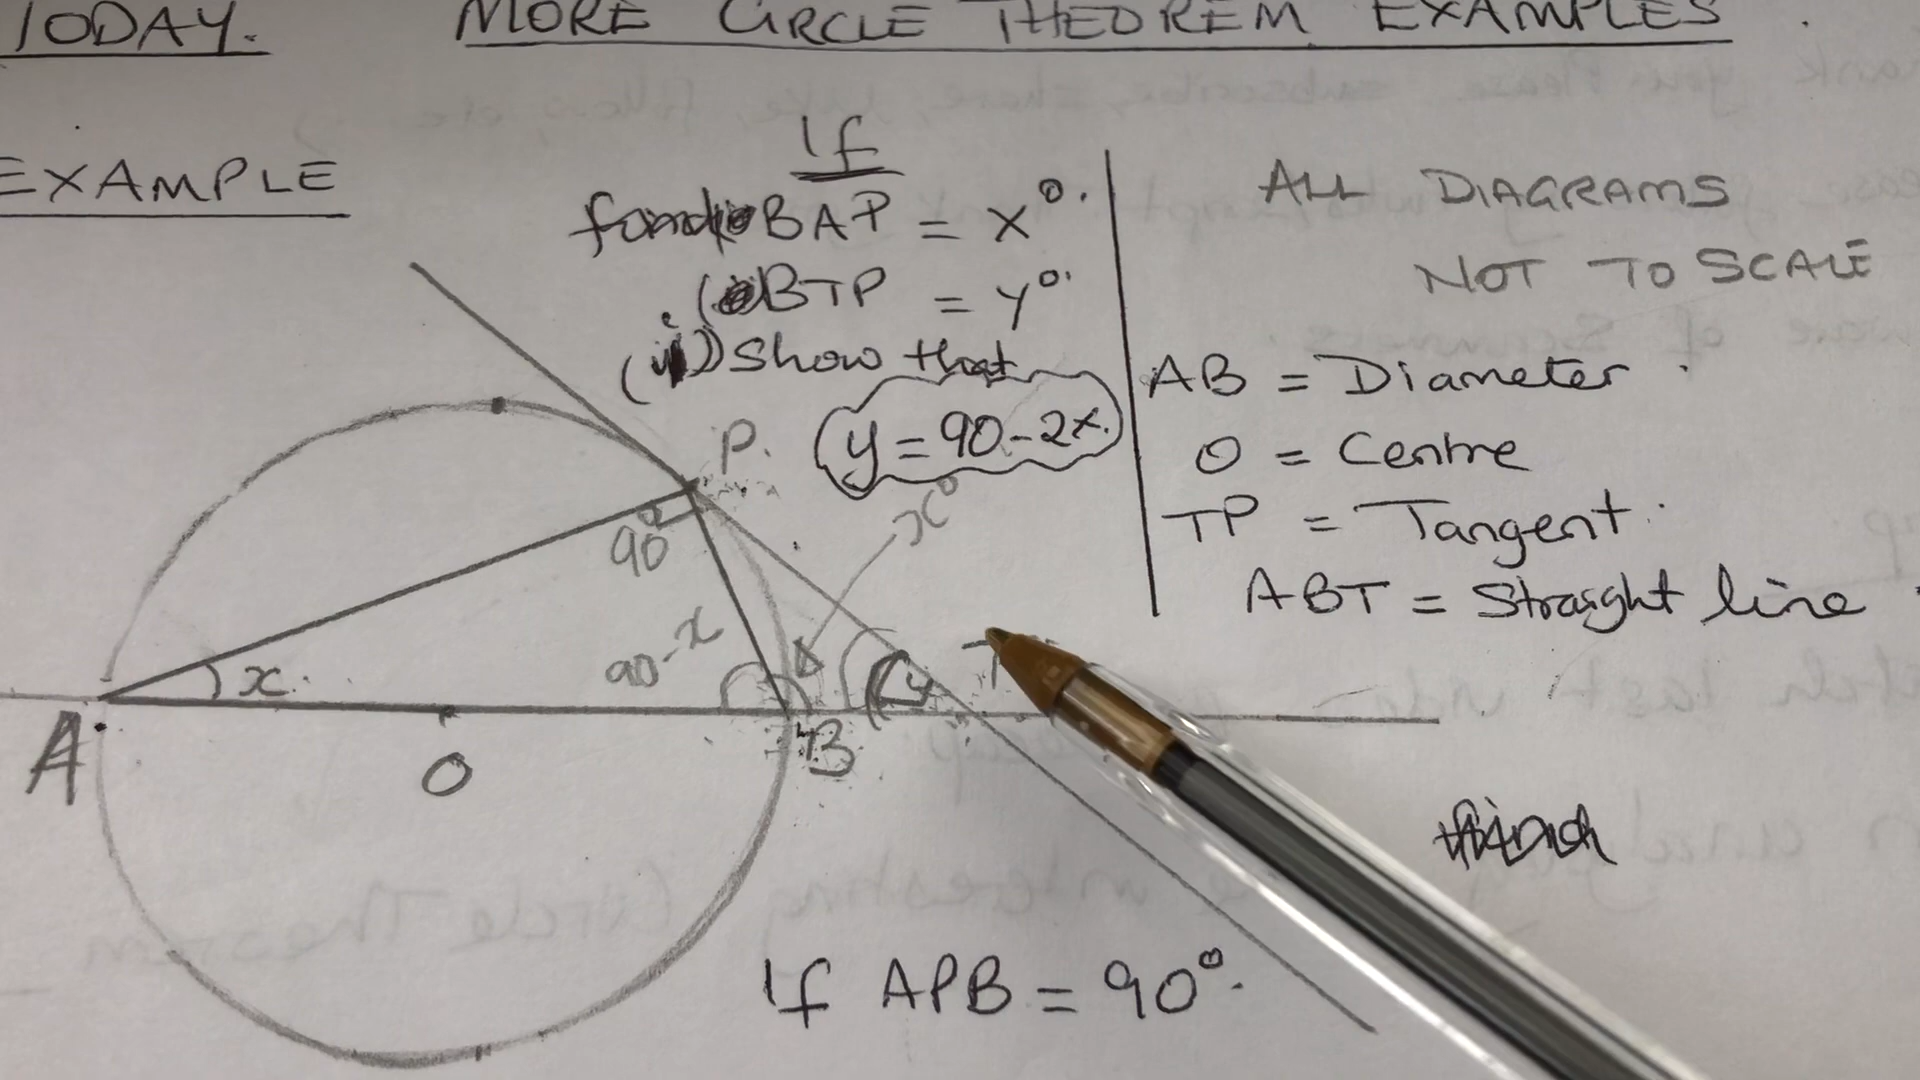 TODAY. MORE CIRCLE THEOREM EXAMPLES.
EXAMPLE
If
BAP = x°.
BTP = y°.
Show that
y = 90-2x.
ALL DIAGRAMS
NOT TO SCALE
AB = Diameter.
O = Centre
TP = Tangent.
ABT = Straight line
P.
90°
x°
90-x
x.
y
T
A
O
B
If APB = 90°.